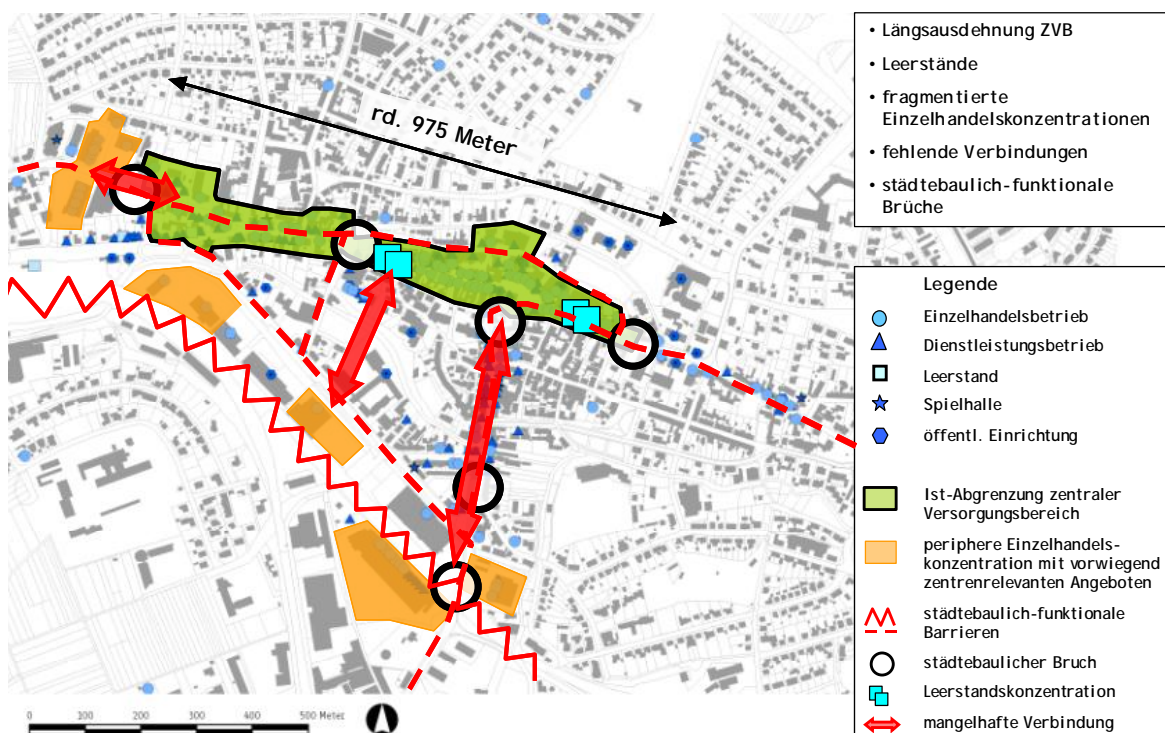 rd. 975 Meter
• Längsausdehnung ZVB
• Leerstände
• fragmentierte
Einzelhandelskonzentrationen
• fehlende Verbindungen
• städtebaulich-funktionale
Brüche
Legende
Einzelhandelsbetrieb
Dienstleistungsbetrieb
Leerstand
Spielhalle
öffentl. Einrichtung
Ist-Abgrenzung zentraler
Versorgungsbereich
periphere Einzelhandels-
konzentration mit vorwiegend
zentrenrelevanten Angeboten
städtebaulich-funktionale
Barrieren
städtebaulicher Bruch
Leerstandskonzentration
mangelhafte Verbindung
0 100 200 300 400 500 Meter